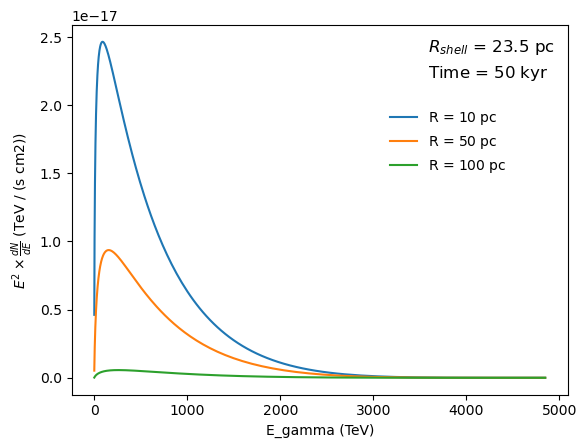 1e−17
R_shell = 23.5 pc
Time = 50 kyr
R = 10 pc
R = 50 pc
R = 100 pc
2.5
2.0
1.5
1.0
0.5
0.0
E² × dN/dE (TeV / (s cm2))
0 1000 2000 3000 4000 5000
E_gamma (TeV)